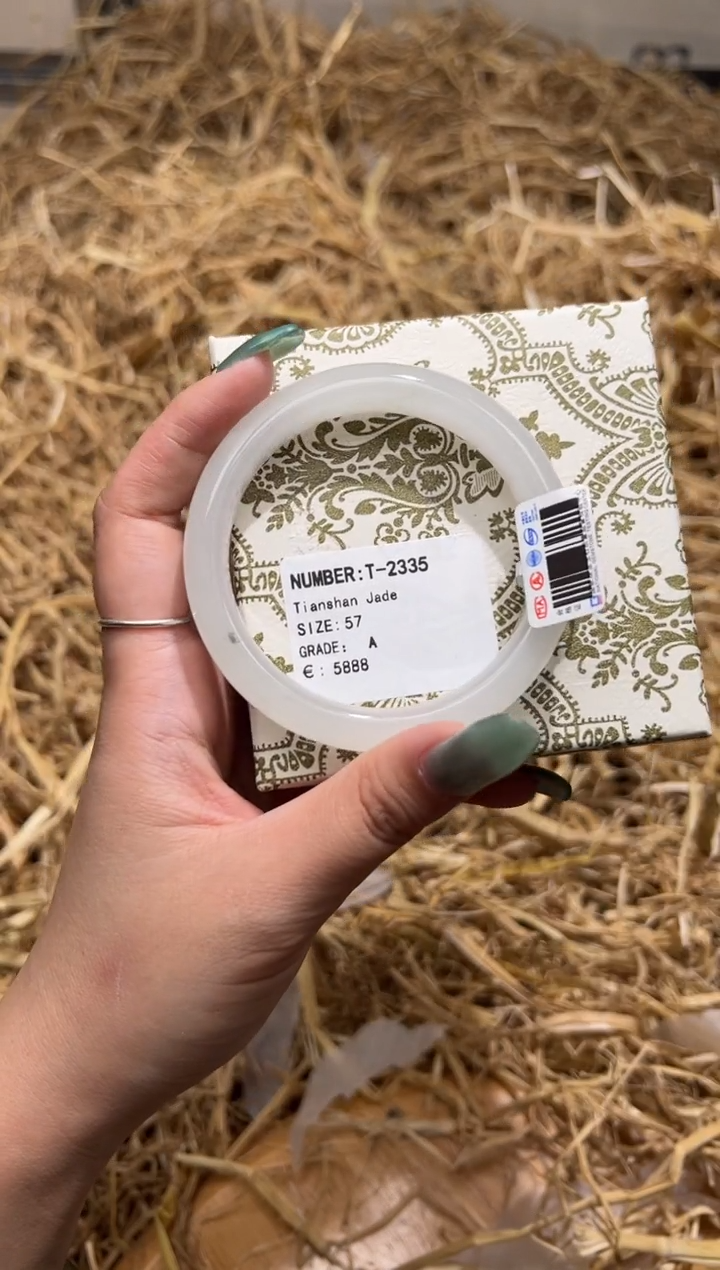 NUMBER:T-2335
Tianshan Jade
SIZE:57
GRADE: A
€: 5888